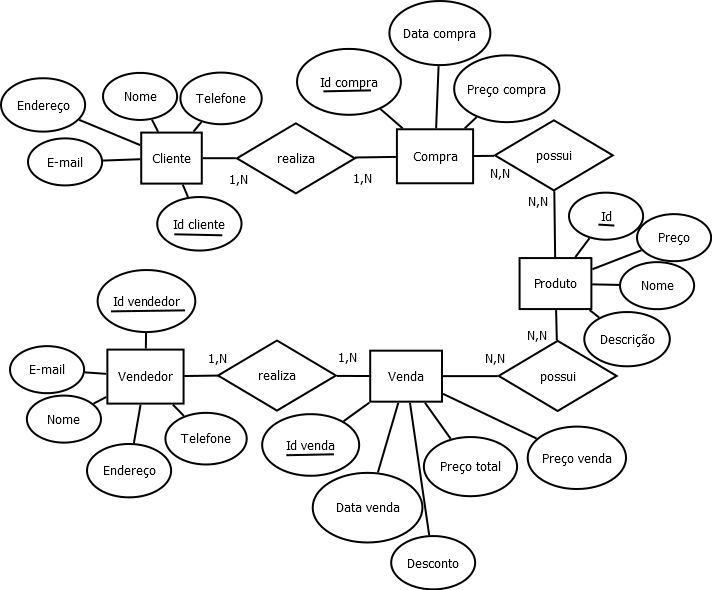 Data compra
Id compra
Preço compra
Endereço
Nome
Telefone
E-mail
Cliente
realiza
Compra
possui
1,N
1,N
N,N
N,N
Id cliente
Id
Preço
Produto
Nome
Id vendedor
Descrição
N,N
E-mail
Vendedor
1,N
realiza
1,N
Venda
N,N
possui
Nome
Telefone
Endereço
Id venda
Preço total
Preço venda
Data venda
Desconto